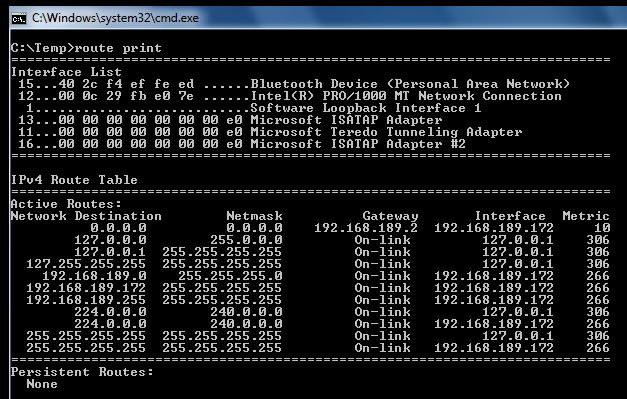 C:\Windows\system32\cmd.exe
C:\Temp>route print
===========================================================================
Interface List
 15...40 2c f4 ef fe ed ......Bluetooth Device (Personal Area Network)
 12...00 0c 29 fb e0 7e ......Intel(R) PRO/1000 MT Network Connection
  1...........................Software Loopback Interface 1
 13...00 00 00 00 00 00 00 e0 Microsoft ISATAP Adapter
 11...00 00 00 00 00 00 00 e0 Microsoft Teredo Tunneling Adapter
 16...00 00 00 00 00 00 00 e0 Microsoft ISATAP Adapter #2
===========================================================================
IPv4 Route Table
===========================================================================
Active Routes:
Network Destination        Netmask          Gateway       Interface  Metric
          0.0.0.0          0.0.0.0    192.168.189.2  192.168.189.172     10
        127.0.0.0        255.0.0.0         On-link         127.0.0.1    306
        127.0.0.1  255.255.255.255         On-link         127.0.0.1    306
  127.255.255.255  255.255.255.255         On-link         127.0.0.1    306
    192.168.189.0    255.255.255.0         On-link   192.168.189.172    266
  192.168.189.172  255.255.255.255         On-link   192.168.189.172    266
  192.168.189.255  255.255.255.255         On-link   192.168.189.172    266
        224.0.0.0        240.0.0.0         On-link         127.0.0.1    306
        224.0.0.0        240.0.0.0         On-link   192.168.189.172    266
  255.255.255.255  255.255.255.255         On-link         127.0.0.1    306
  255.255.255.255  255.255.255.255         On-link   192.168.189.172    266
===========================================================================
Persistent Routes:
  None